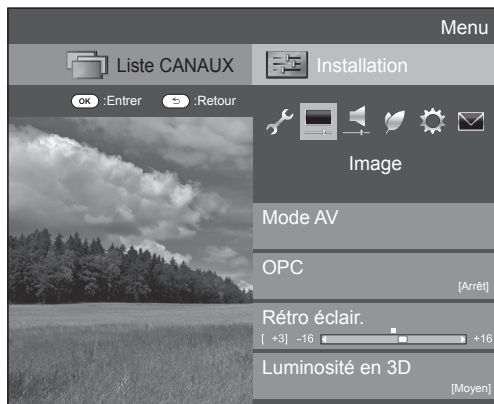 Menu
Liste CANAUX
Installation
OK :Entrer :Retour
Image
Mode AV
OPC
[Arrêt]
Rétro éclair.
[ +3] -16 +16
Luminosité en 3D
[Moyen]